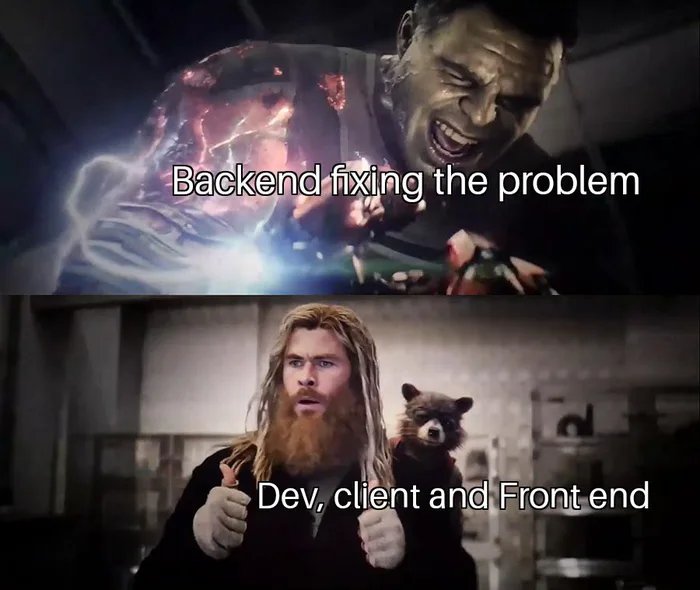 Backend fixing the problem
Dev, client and Front end